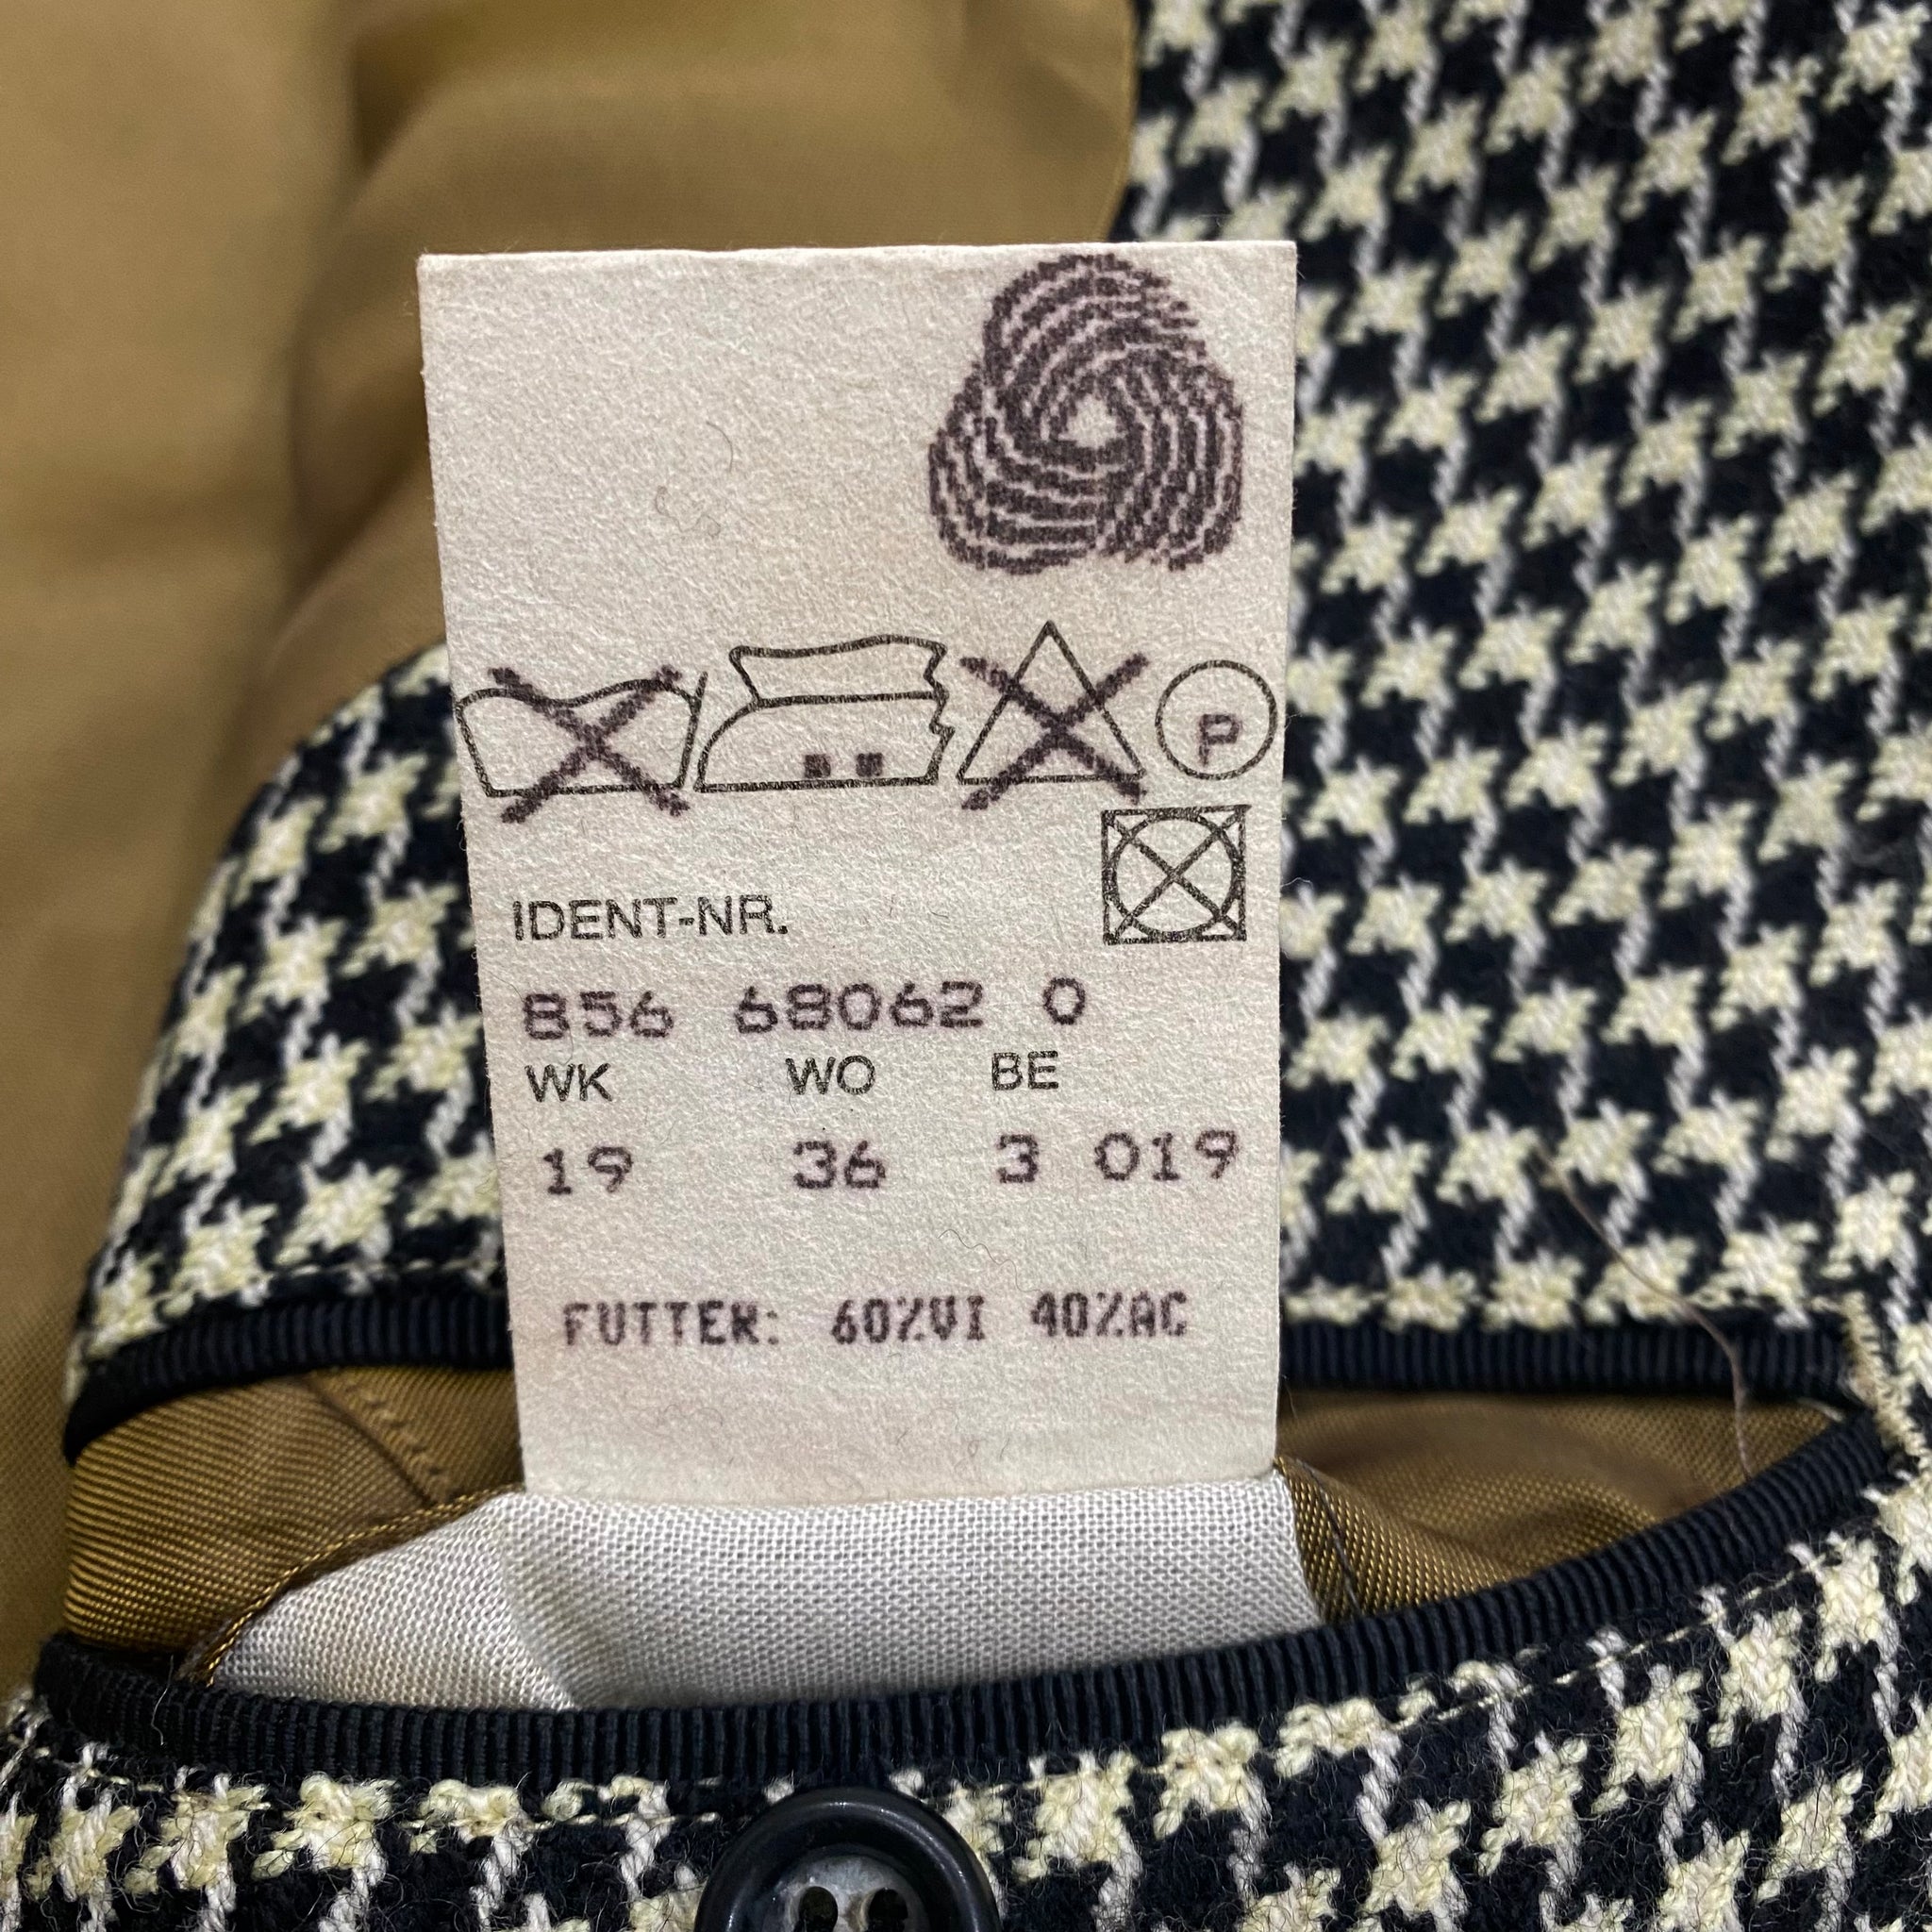 P
IDENT-NR.
856 68062 0
WK WO BE
19 36 3 019
FUTTER: 60%VI 40%AC